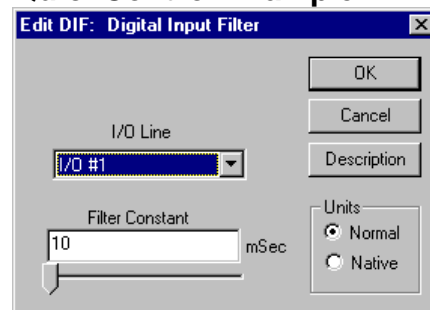 Edit DIF: Digital Input Filter
OK
Cancel
Description
I/O Line
I/O #1
Filter Constant
10 mSec
Units
Normal
Native